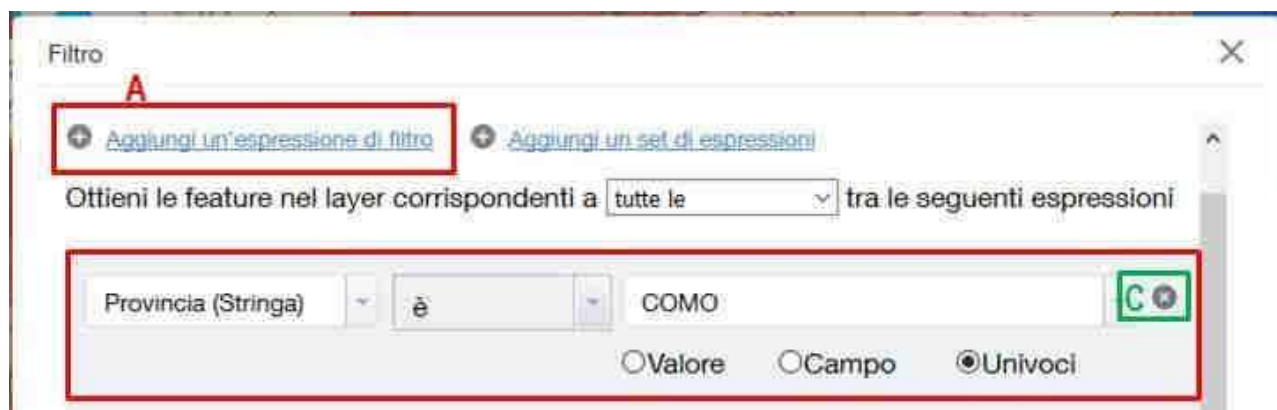 Filtro
A
Aggiungi un'espressione di filtro Aggiungi un set di espressioni
Ottieni le feature nel layer corrispondenti a tutte le tra le seguenti espressioni
Provincia (Stringa) è COMO C
Valore Campo Univoci